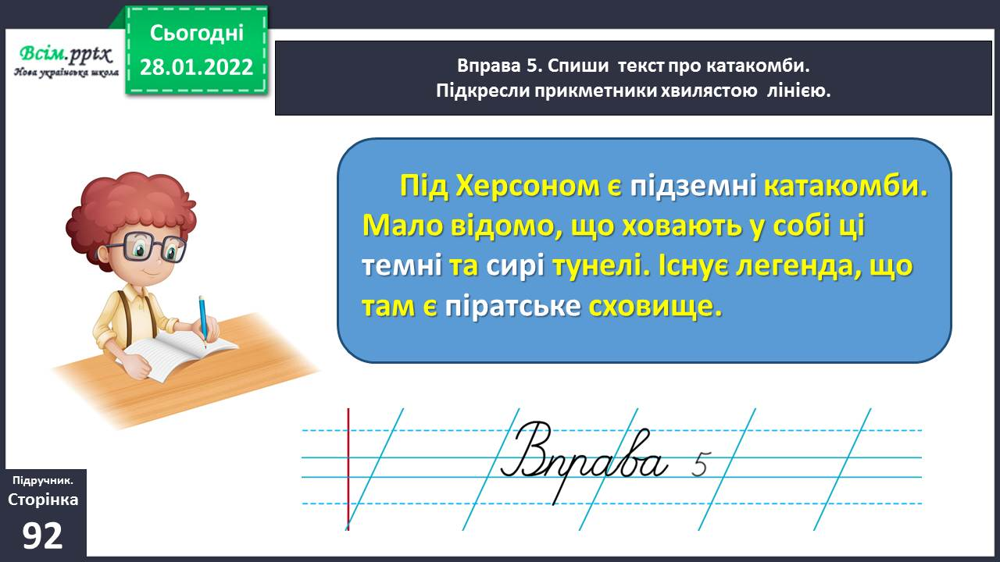 Всім.pptx
Нова українська школа
Сьогодні
28.01.2022
Вправа 5. Спиши текст про катакомби.
Підкресли прикметники хвилястою лінією.
Під Херсоном є підземні катакомби.
Мало відомо, що ховають у собі ці
темні та сирі тунелі. Існує легенда, що
там є піратське сховище.
Вправа 5
Підручник.
Сторінка
92